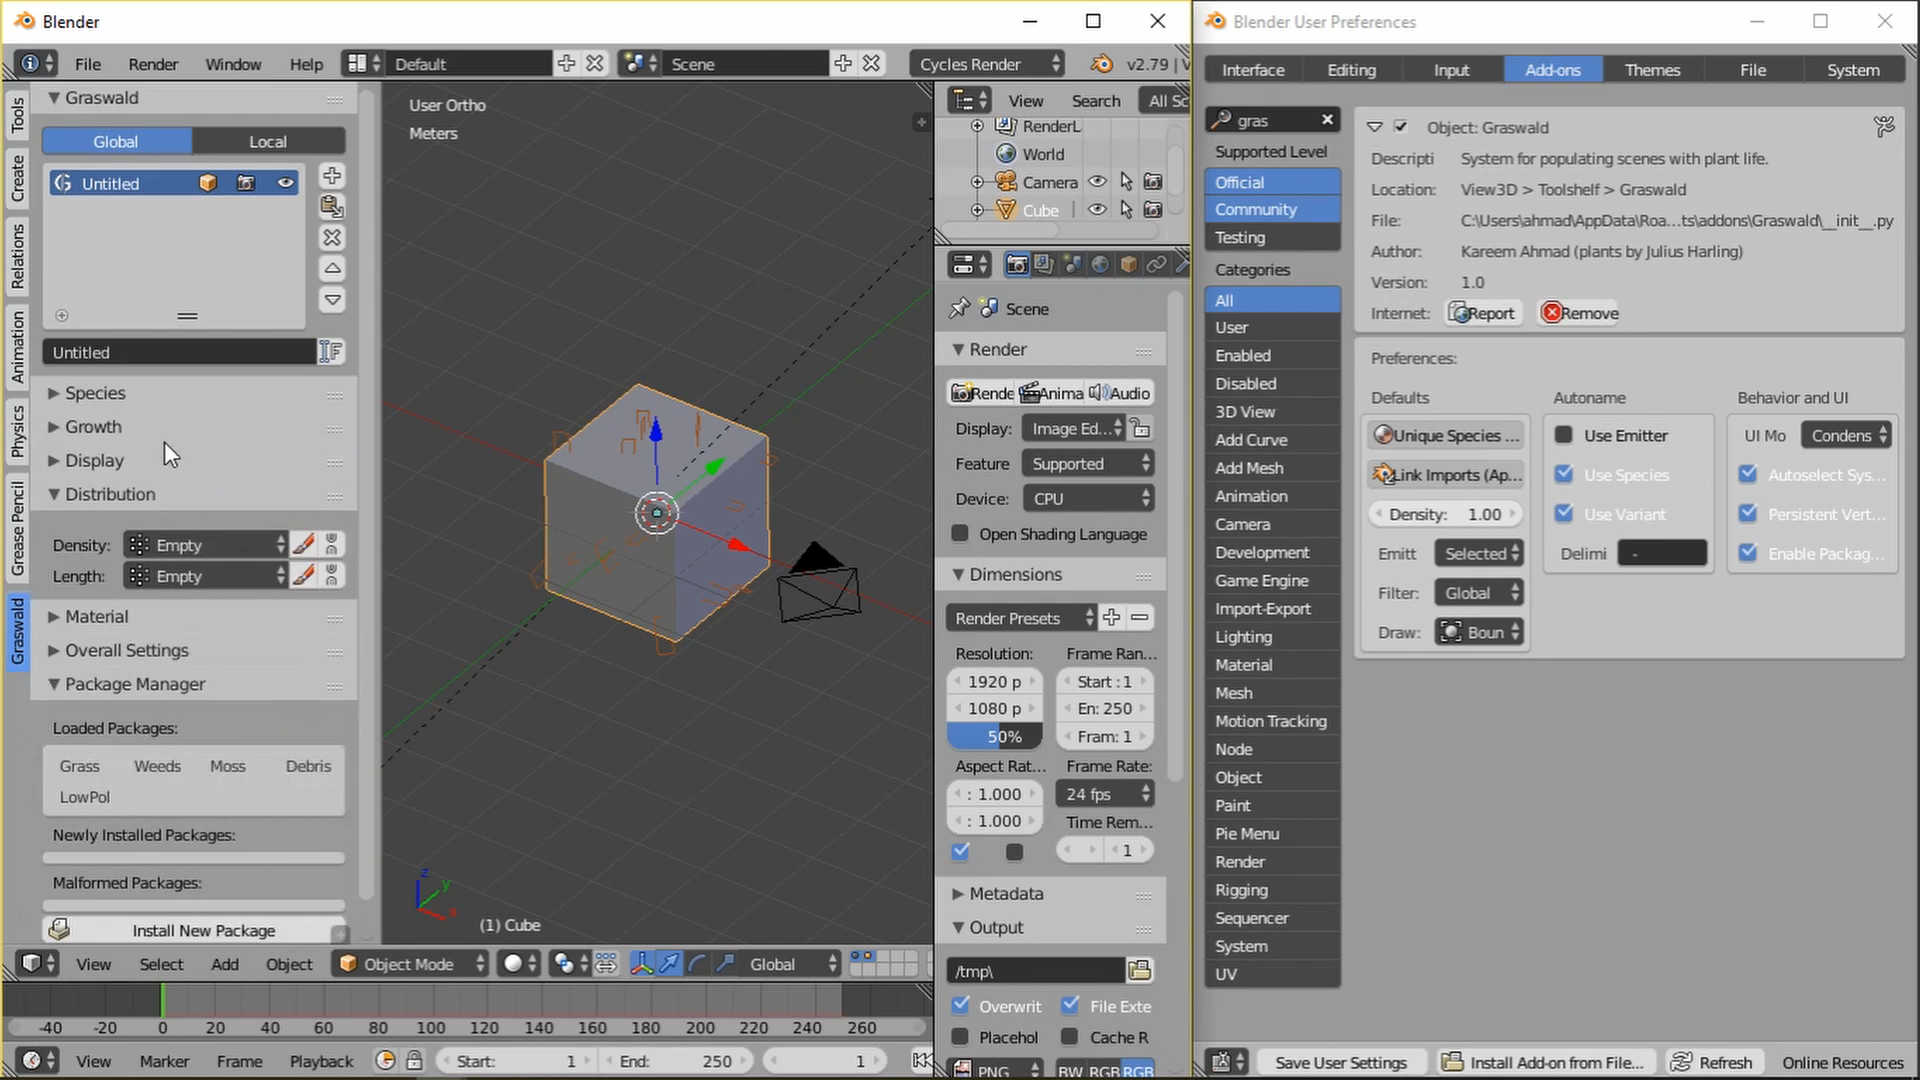 Blender
File Render Window Help Default Scene Cycles Render v2.79 | V
Graswald
Global Local
Untitled
Untitled
Species
Growth
Display
Distribution
Density: Empty
Length: Empty
Material
Overall Settings
Package Manager
Loaded Packages:
Grass Weeds Moss Debris
LowPol
Newly Installed Packages:
Malformed Packages:
Install New Package
Tools
Create
Relations
Animation
Physics
Grease Pencil
Graswald
User Ortho
Meters
z
y
x
(1) Cube
View Select Add Object Object Mode Global
-40 -20 0 20 40 60 80 100 120 140 160 180 200 220 240 260
View Marker Frame Playback Start: 1 End: 250 1
View Search All Sc
RenderL
World
Camera
Cube
Scene
Render
Rende Anima Audio
Display: Image Ed...
Feature Supported
Device: CPU
Open Shading Language
Dimensions
Render Presets
Resolution: Frame Ran...
1920 p Start : 1
1080 p En: 250
50% Fram: 1
Aspect Rat... Frame Rate:
: 1.000 24 fps
: 1.000 Time Rem...
1
Metadata
Output
/tmp\
Overwrit File Exte
Placehol Cache R
PNG BW RGB RGB
Blender User Preferences
Interface Editing Input Add-ons Themes File System
gras
Supported Level
Official
Community
Testing
Categories
All
User
Enabled
Disabled
3D View
Add Curve
Add Mesh
Animation
Camera
Development
Game Engine
Import-Export
Lighting
Material
Mesh
Motion Tracking
Node
Object
Paint
Pie Menu
Render
Rigging
Sequencer
System
UV
Object: Graswald
Descripti System for populating scenes with plant life.
Location: View3D > Toolshelf > Graswald
File: C:\Users\ahmad\AppData\Roa...ts\addons\Graswald\__init__.py
Author: Kareem Ahmad (plants by Julius Harling)
Version: 1.0
Internet: Report Remove
Preferences:
Defaults Autoname Behavior and UI
Unique Species ... Use Emitter UI Mo Condens
Link Imports (Ap... Use Species Autoselect Sys...
Density: 1.00 Use Variant Persistent Vert...
Emitt Selected Delimi - Enable Packag...
Filter: Global
Draw: Boun
Save User Settings Install Add-on from File... Refresh Online Resources